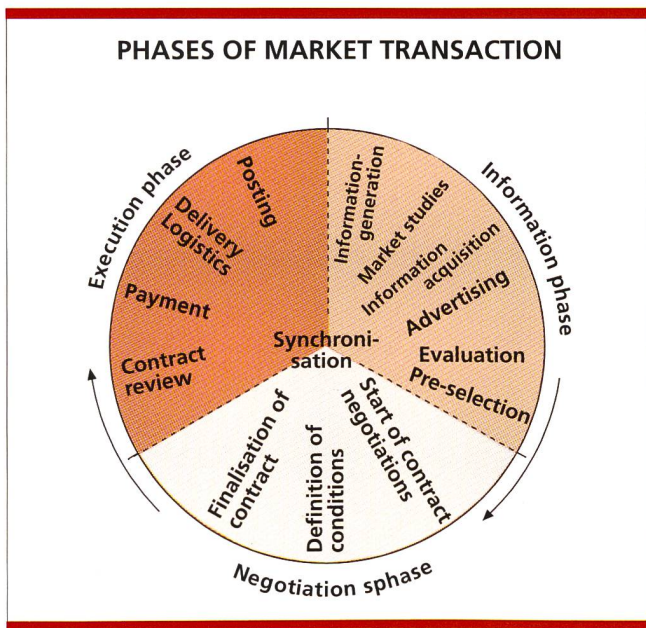 PHASES OF MARKET TRANSACTION
Information phase
Information-
generation
Market studies
Information
acquisition
Advertising
Evaluation
Pre-selection
Negotiation sphase
Start of contract
negotiations
Definition of
conditions
Finalisation of
contract
Execution phase
Contract
review
Payment
Delivery
Logistics
Posting
Synchroni-
sation